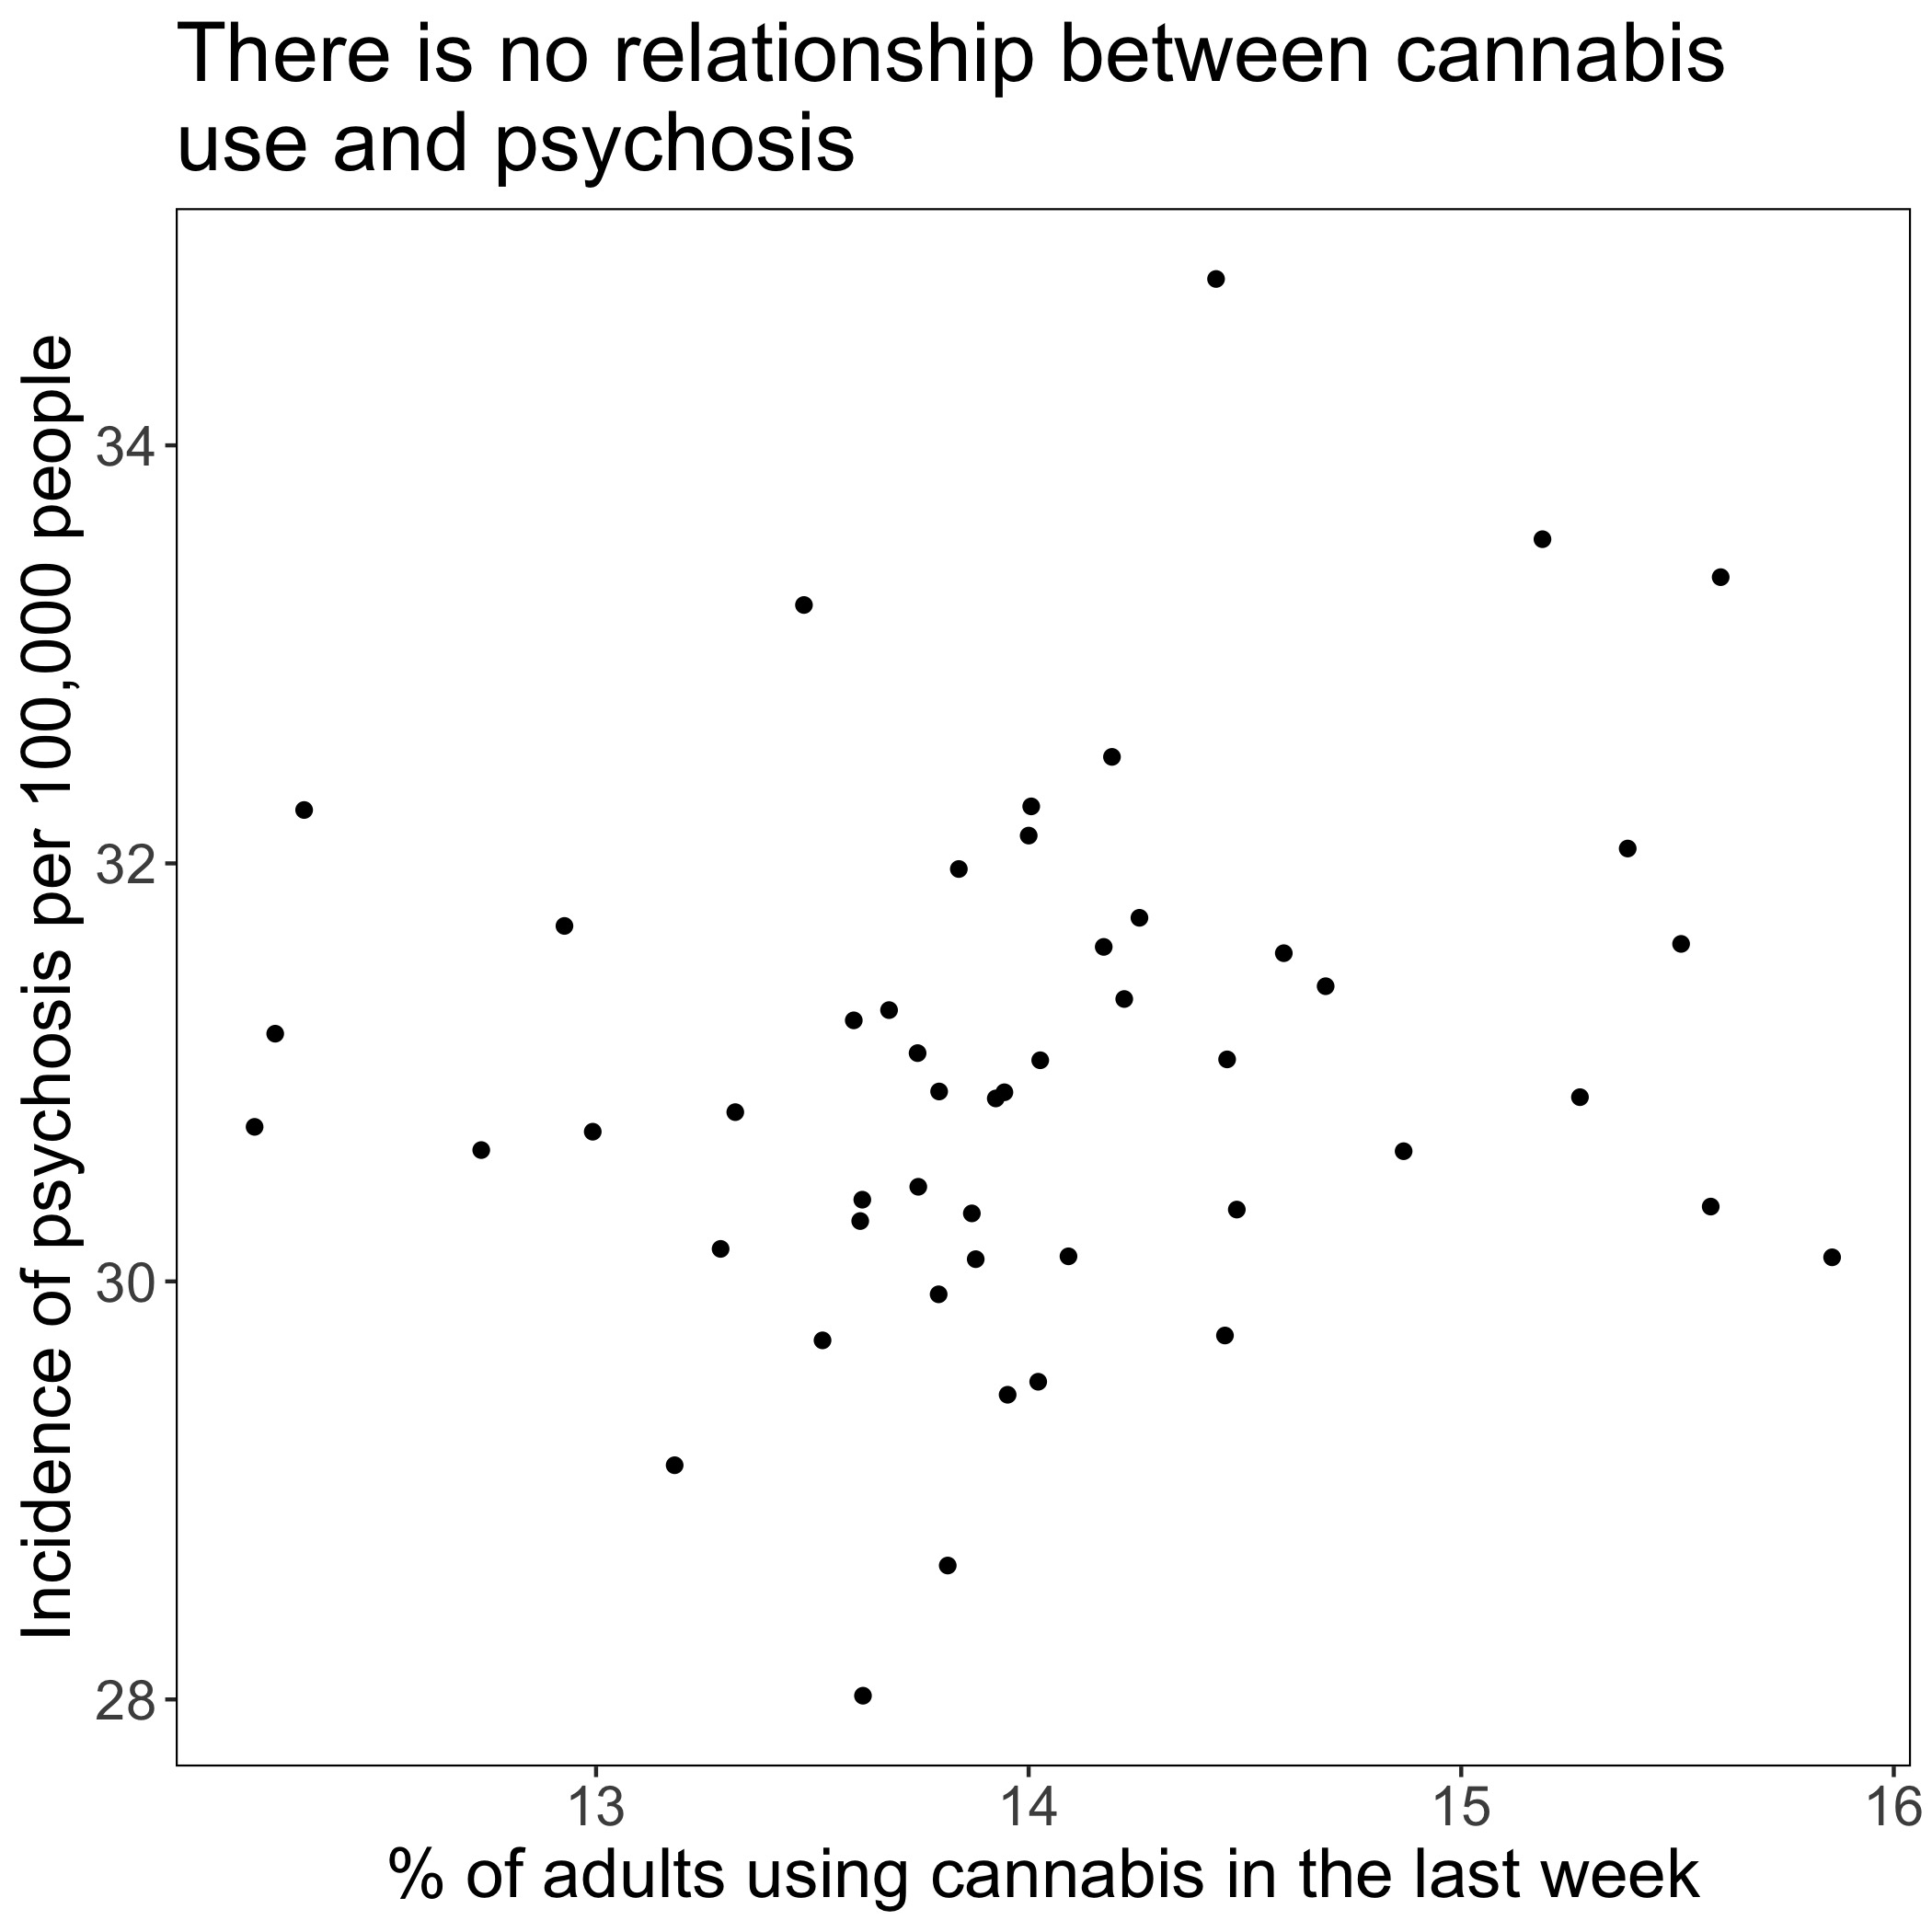 There is no relationship between cannabis
use and psychosis
Incidence of psychosis per 100,000 people
34
32
30
28
13
14
15
16
% of adults using cannabis in the last week